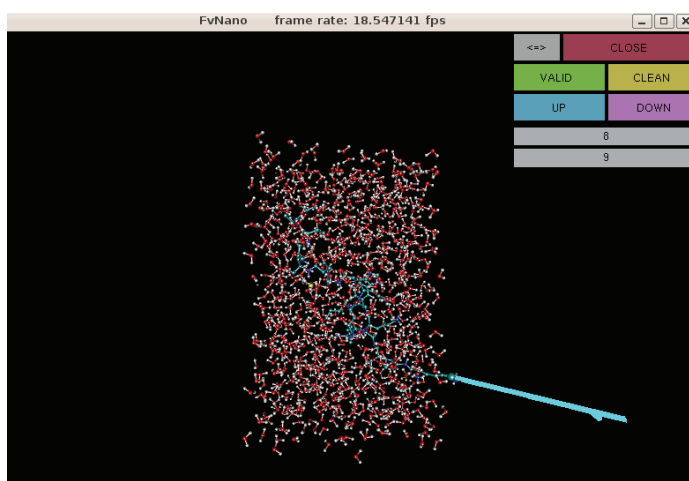 FvNano frame rate: 18.547141 fps
<=> CLOSE
VALID CLEAN
UP DOWN
8
9